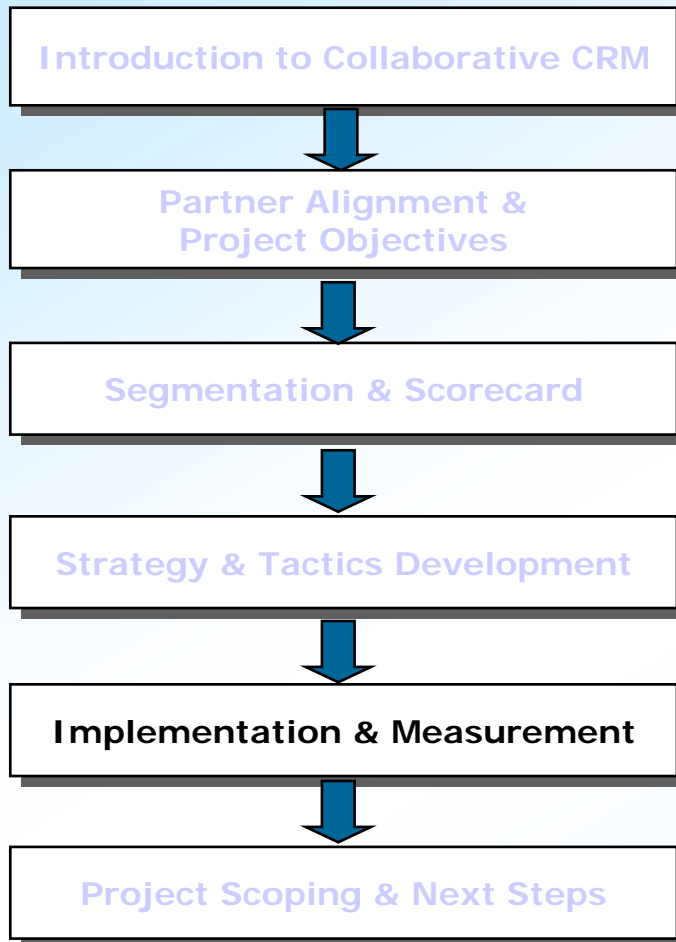 Introduction to Collaborative CRM
Partner Alignment &
Project Objectives
Segmentation & Scorecard
Strategy & Tactics Development
Implementation & Measurement
Project Scoping & Next Steps